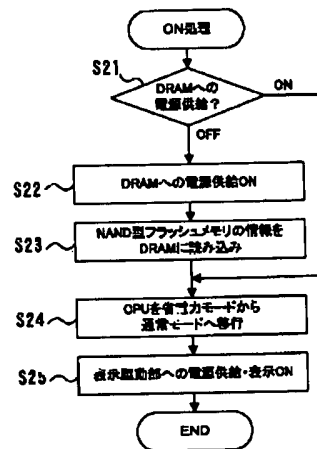 ON処理
S21
DRAMへの
電源供給?
ON
OFF
S22
DRAMへの電源供給ON
S23
NAND型フラッシュメモリの情報を
DRAMに読み込み
S24
CPUを省電力モードから
通常モードへ移行
S25
表示駆動部への電源供給・表示ON
END